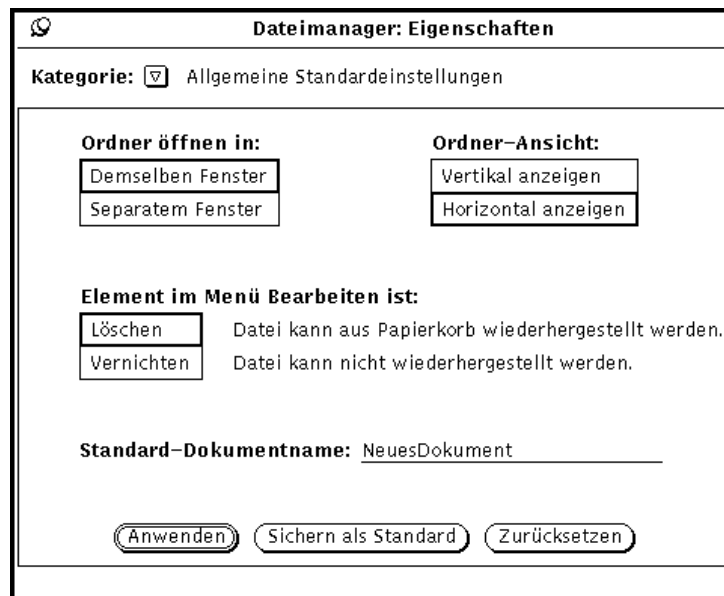 Dateimanager: Eigenschaften
Kategorie: Allgemeine Standardeinstellungen
Ordner öffnen in:
Demselben Fenster
Separatem Fenster
Ordner-Ansicht:
Vertikal anzeigen
Horizontal anzeigen
Element im Menü Bearbeiten ist:
Löschen Datei kann aus Papierkorb wiederhergestellt werden.
Vernichten Datei kann nicht wiederhergestellt werden.
Standard-Dokumentname: NeuesDokument
Anwenden Sichern als Standard Zurücksetzen